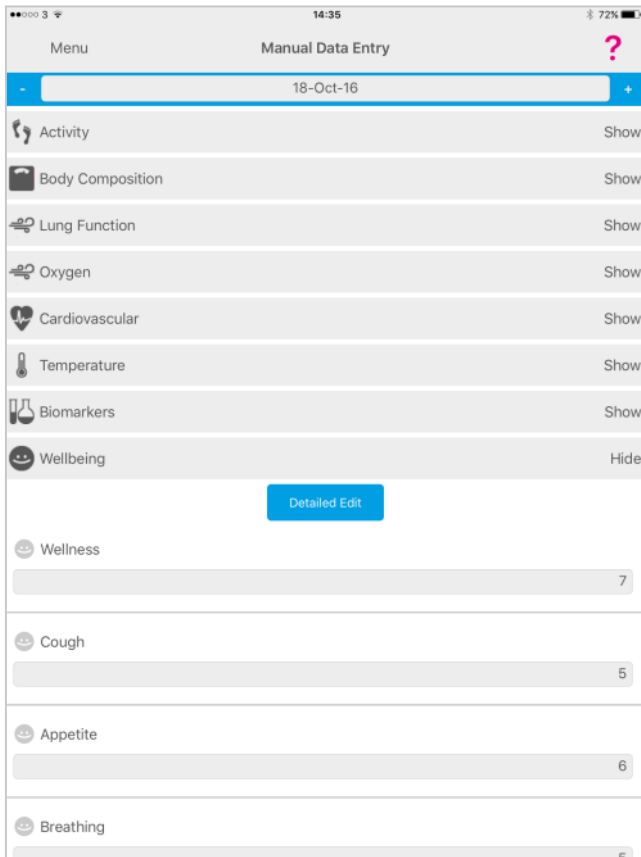 3 14:35 72%
Menu Manual Data Entry ?
- 18-Oct-16 +
Activity Show
Body Composition Show
Lung Function Show
Oxygen Show
Cardiovascular Show
Temperature Show
Biomarkers Show
Wellbeing Hide
Detailed Edit
Wellness
7
Cough
5
Appetite
6
Breathing
5